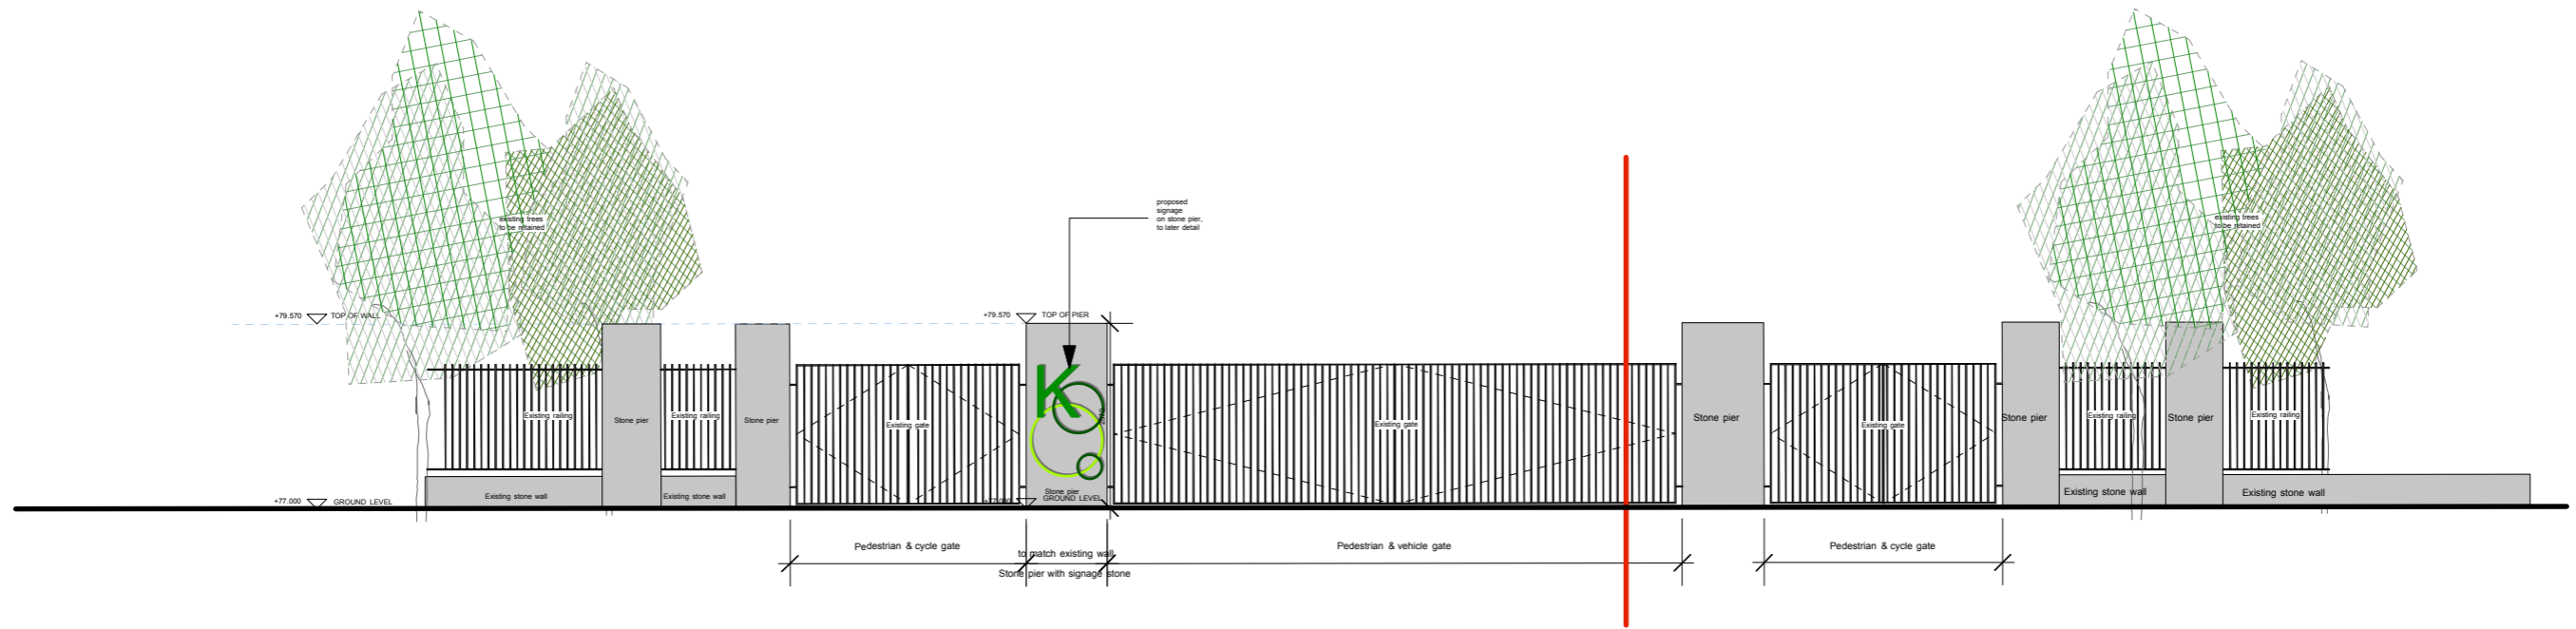 proposed
signage
on stone pier,
to later detail
existing trees
to be retained
existing trees
to be retained
+79.570 TOP OF WALL
+79.570 TOP OF PIER
K
Existing railing
Stone pier
Existing railing
Stone pier
Existing gate
Existing gate
Stone pier
Existing gate
Stone pier
Existing railing
Stone pier
Existing railing
Existing stone wall
Existing stone wall
Stone pier
Existing stone wall
Existing stone wall
+77.000 GROUND LEVEL
GROUND LEVEL
Pedestrian & cycle gate
to match existing wall
Stone pier with signage stone
Pedestrian & vehicle gate
Pedestrian & cycle gate